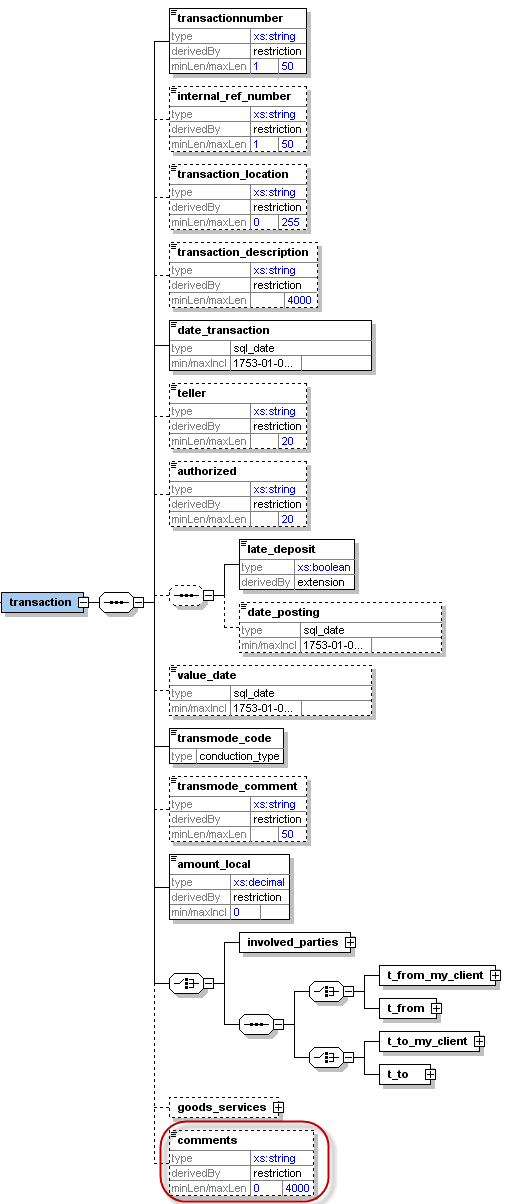 transactionnumber
type xs:string
derivedBy restriction
minLen/maxLen 1 50
internal_ref_number
type xs:string
derivedBy restriction
minLen/maxLen 1 50
transaction_location
type xs:string
derivedBy restriction
minLen/maxLen 0 255
transaction_description
type xs:string
derivedBy restriction
minLen/maxLen 4000
date_transaction
type sql_date
min/maxIncl 1753-01-0...
teller
type xs:string
derivedBy restriction
minLen/maxLen 20
authorized
type xs:string
derivedBy restriction
minLen/maxLen 20
late_deposit
type xs:boolean
derivedBy extension
transaction
date_posting
type sql_date
min/maxIncl 1753-01-0...
value_date
type sql_date
min/maxIncl 1753-01-0...
transmode_code
type conduction_type
transmode_comment
type xs:string
derivedBy restriction
minLen/maxLen 50
amount_local
type xs:decimal
derivedBy restriction
min/maxIncl 0
involved_parties
t_from_my_client
t_from
t_to_my_client
t_to
goods_services
comments
type xs:string
derivedBy restriction
minLen/maxLen 0 4000